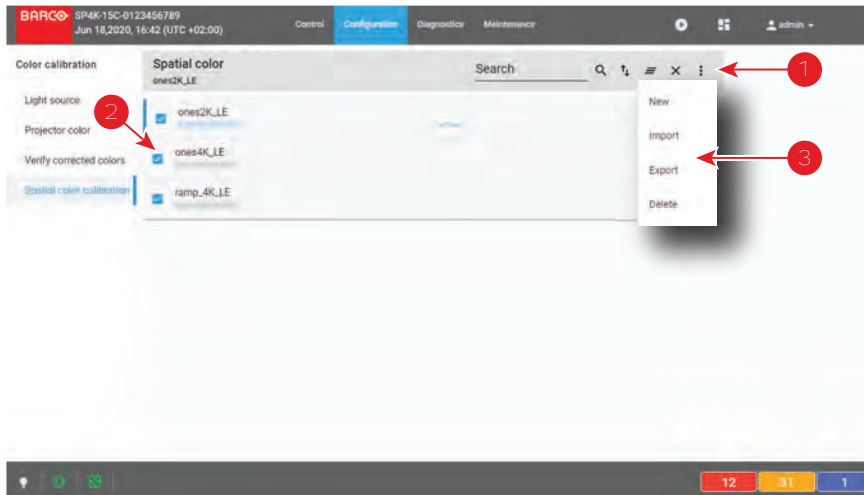 BARCO SP4K-15C-0123456789
Jun 18,2020, 16:42 (UTC +02:00)
Control Configuration Diagnostics Maintenance admin
Color calibration
Light source
Projector color
Verify corrected colors
Spatial color calibration
Spatial color
ones2K_LE
Search
ones2K_LE
ones4K_LE
ramp_4K_LE
New
Import
Export
Delete
1
2
3
12 31 1